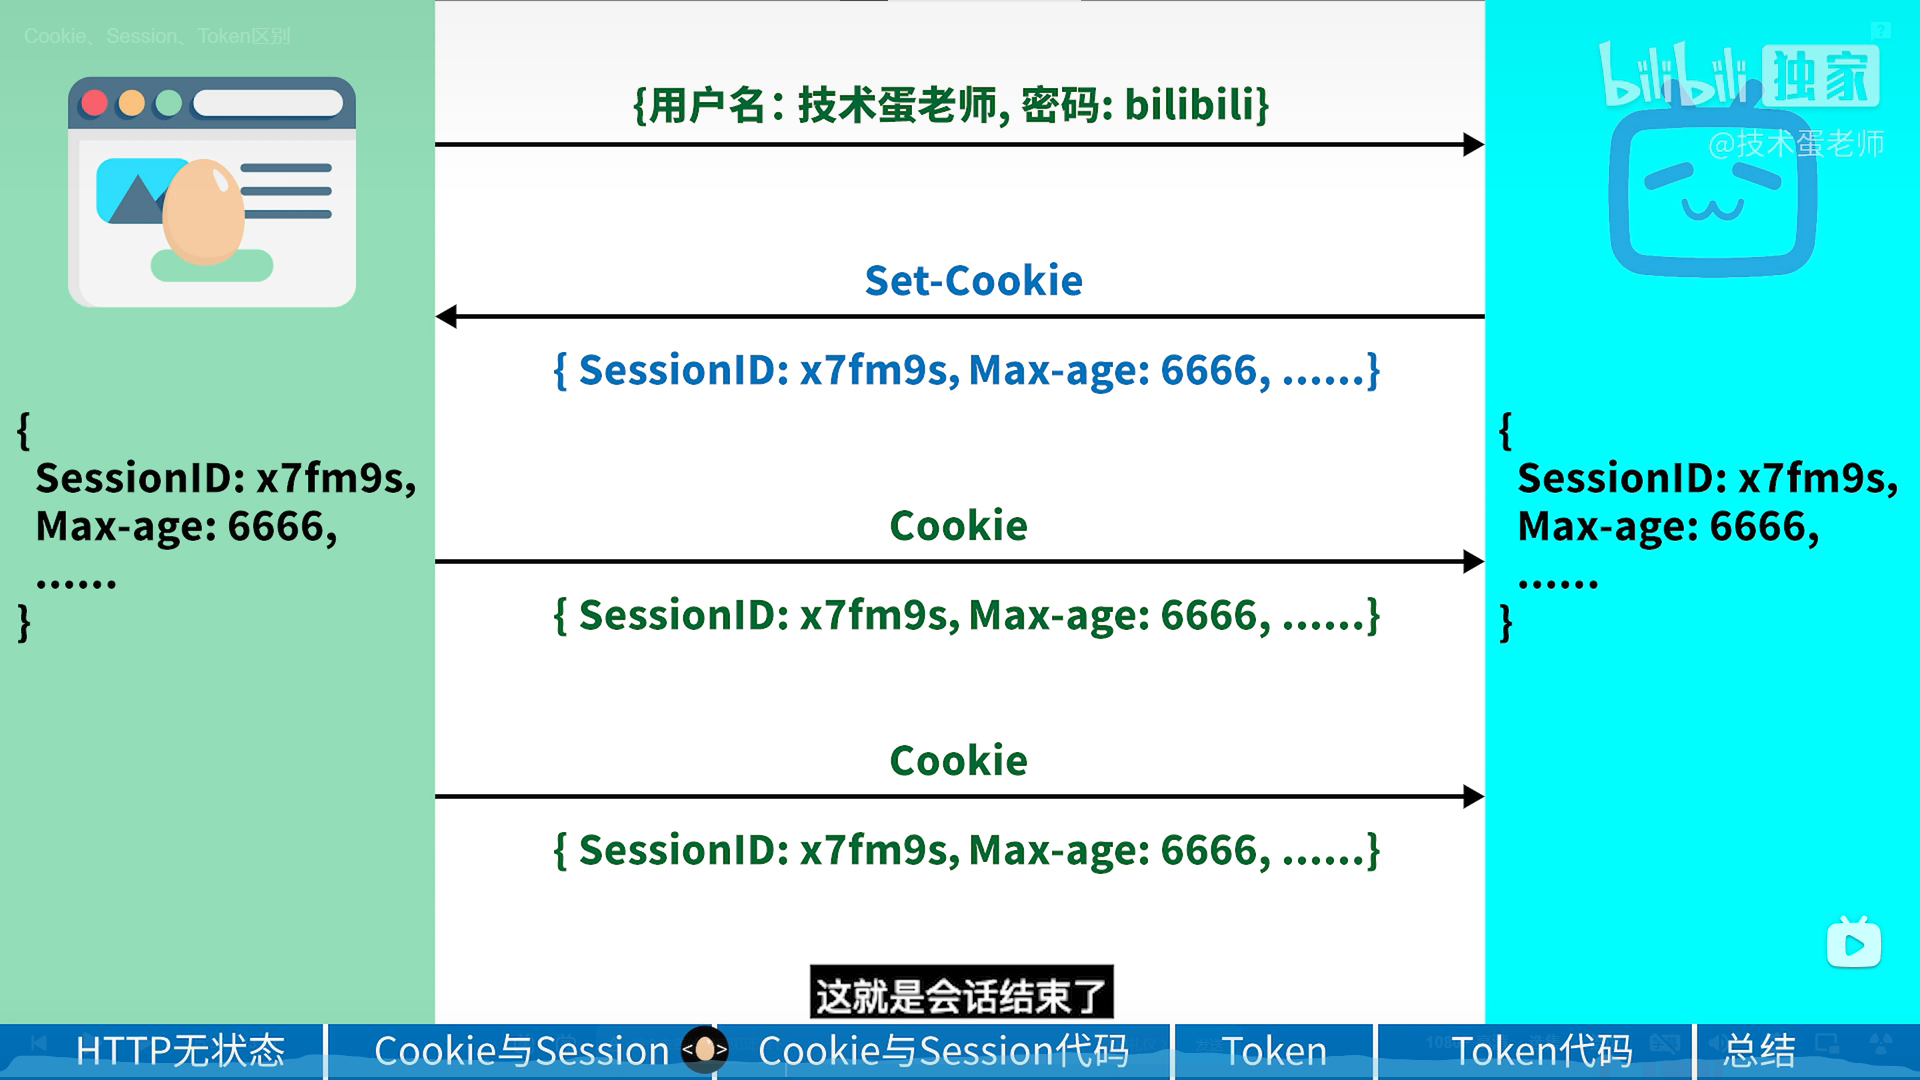 Cookie、Session、Token区别
bilibili 独家
@技术蛋老师
{用户名：技术蛋老师, 密码: bilibili}
Set-Cookie
{ SessionID: x7fm9s, Max-age: 6666, ......}
{
SessionID: x7fm9s,
Max-age: 6666,
......
}
Cookie
{ SessionID: x7fm9s, Max-age: 6666, ......}
Cookie
{ SessionID: x7fm9s, Max-age: 6666, ......}
{
SessionID: x7fm9s,
Max-age: 6666,
......
}
这就是会话结束了
HTTP无状态
Cookie与Session
<>
Cookie与Session代码
Token
Token代码
总结